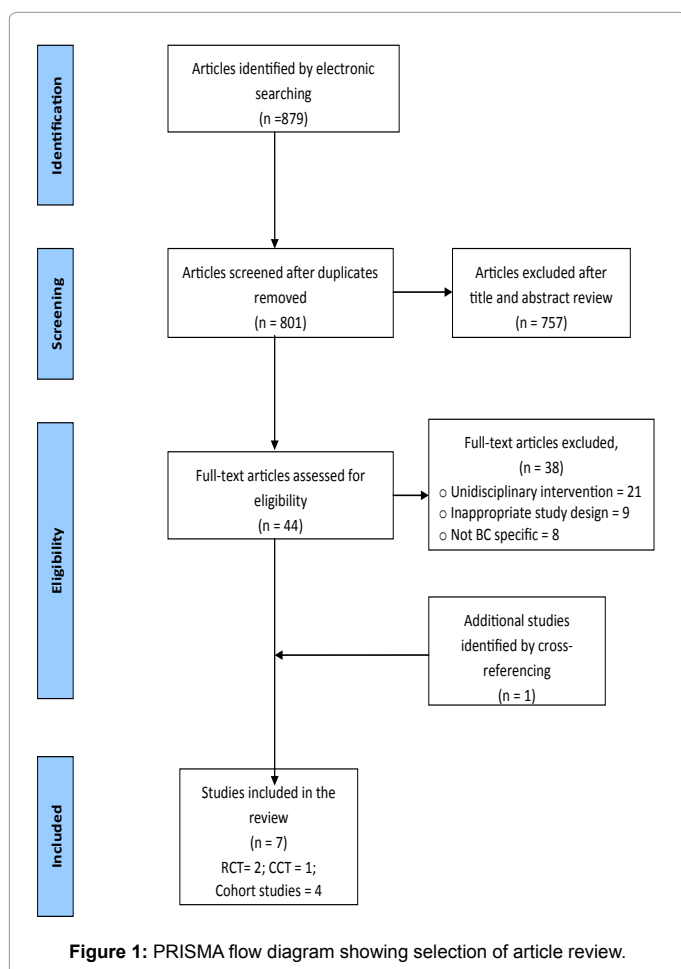 Identification
Articles identified by electronic
searching
(n =879)
Screening
Articles screened after duplicates
removed
(n = 801)
Articles excluded after
title and abstract review
(n = 757)
Eligibility
Full-text articles assessed for
eligibility
(n = 44)
Full-text articles excluded,
(n = 38)
○ Unidisciplinary intervention = 21
○ Inappropriate study design = 9
○ Not BC specific = 8
Additional studies
identified by cross-
referencing
(n = 1)
Included
Studies included in the
review
(n = 7)
RCT= 2; CCT = 1;
Cohort studies = 4
Figure 1: PRISMA flow diagram showing selection of article review.